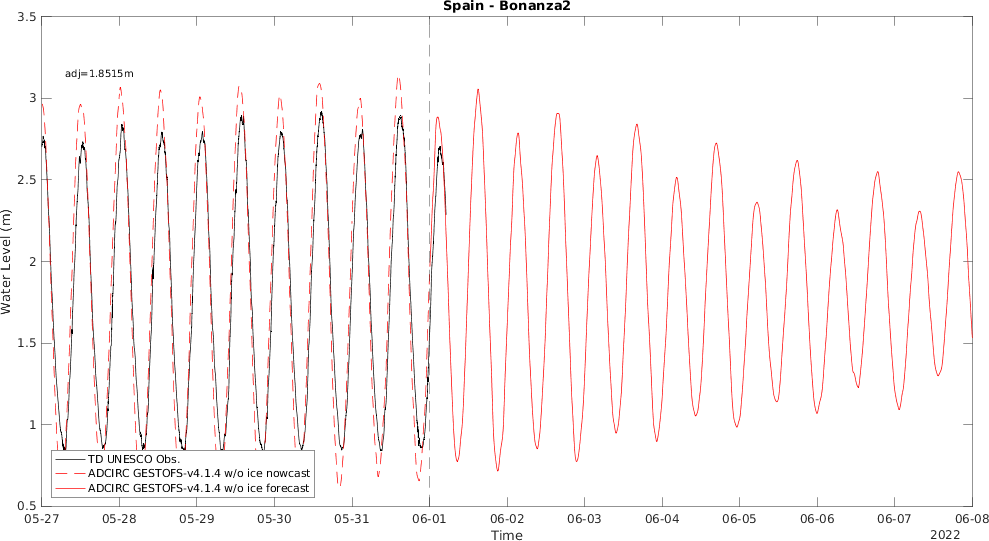 Spain - Bonanza2
3.5
3
2.5
2
1.5
1
0.5
Water Level (m)
adj=1.8515m
TD UNESCO Obs.
ADCIRC GESTOFS-v4.1.4 w/o ice nowcast
ADCIRC GESTOFS-v4.1.4 w/o ice forecast
05-27 05-28 05-29 05-30 05-31 06-01 06-02 06-03 06-04 06-05 06-06 06-07 06-08
Time
2022